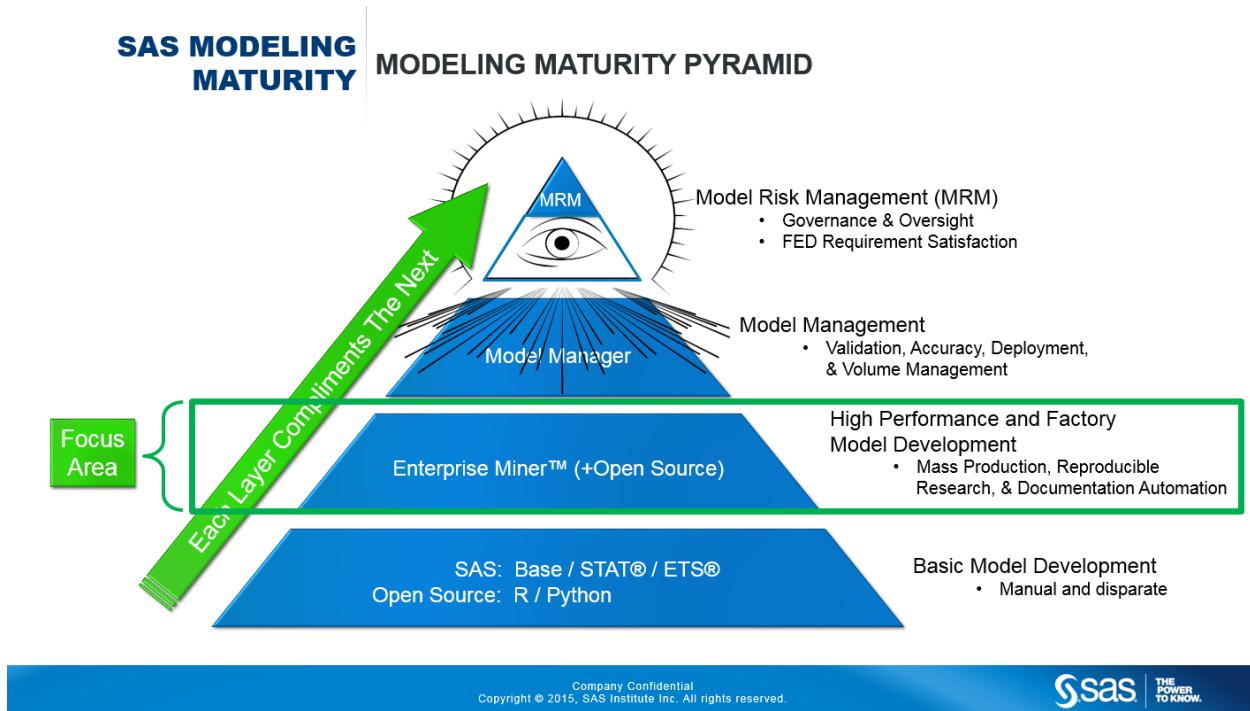 SAS MODELING
MATURITY
MODELING MATURITY PYRAMID
MRM
Model Risk Management (MRM)
• Governance & Oversight
• FED Requirement Satisfaction
Each Layer Compliments The Next
Model Manager
Model Management
• Validation, Accuracy, Deployment,
& Volume Management
Focus
Area
Enterprise Miner™ (+Open Source)
High Performance and Factory
Model Development
• Mass Production, Reproducible
Research, & Documentation Automation
SAS: Base / STAT® / ETS®
Open Source: R / Python
Basic Model Development
• Manual and disparate
Company Confidential
Copyright © 2015, SAS Institute Inc. All rights reserved.
sas
THE
POWER
TO KNOW.